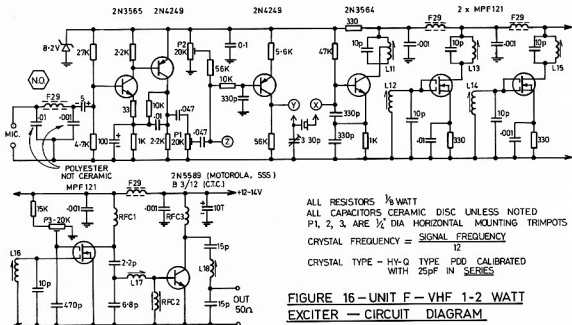 2N3565 2N4249 2N4249 2N3564 2 x MPF121
8·2V 27K 2·2K P2 20K 0·1 5·6K 47K 330 F29 F29
·001 10p ·001 10p ·001 10p
56K L11 L13 L15
N.O.
F29 5 10K 10K 330p Y X 330p L12 L14
·01 ·01 33 ·01 ·047 3 30p
MIC. 4·7K 100 1K 2·2K P1 20K ·047 Z 56K 330p 1K 10p ·01 330 10p ·01 330
POLYESTER
NOT CERAMIC
MPF121 F29 2N5589 (MOTOROLA, SSS)
B 3/12 (C.T.C.) +12-14V
15K ·001 RFC1 ·001 RFC3 10T
P3-20K
L16 2·2p 15p
L17 L18
10p 470p 6·8p RFC2 15p OUT
50Ω
ALL RESISTORS ⅛ WATT
ALL CAPACITORS CERAMIC DISC UNLESS NOTED
P1, 2, 3, ARE ½" DIA HORIZONTAL MOUNTING TRIMPOTS
CRYSTAL FREQUENCY = SIGNAL FREQUENCY
12
CRYSTAL TYPE - HY-Q TYPE PDD CALIBRATED
WITH 25pF IN SERIES
FIGURE 16-UNIT F - VHF 1-2 WATT
EXCITER - CIRCUIT DIAGRAM